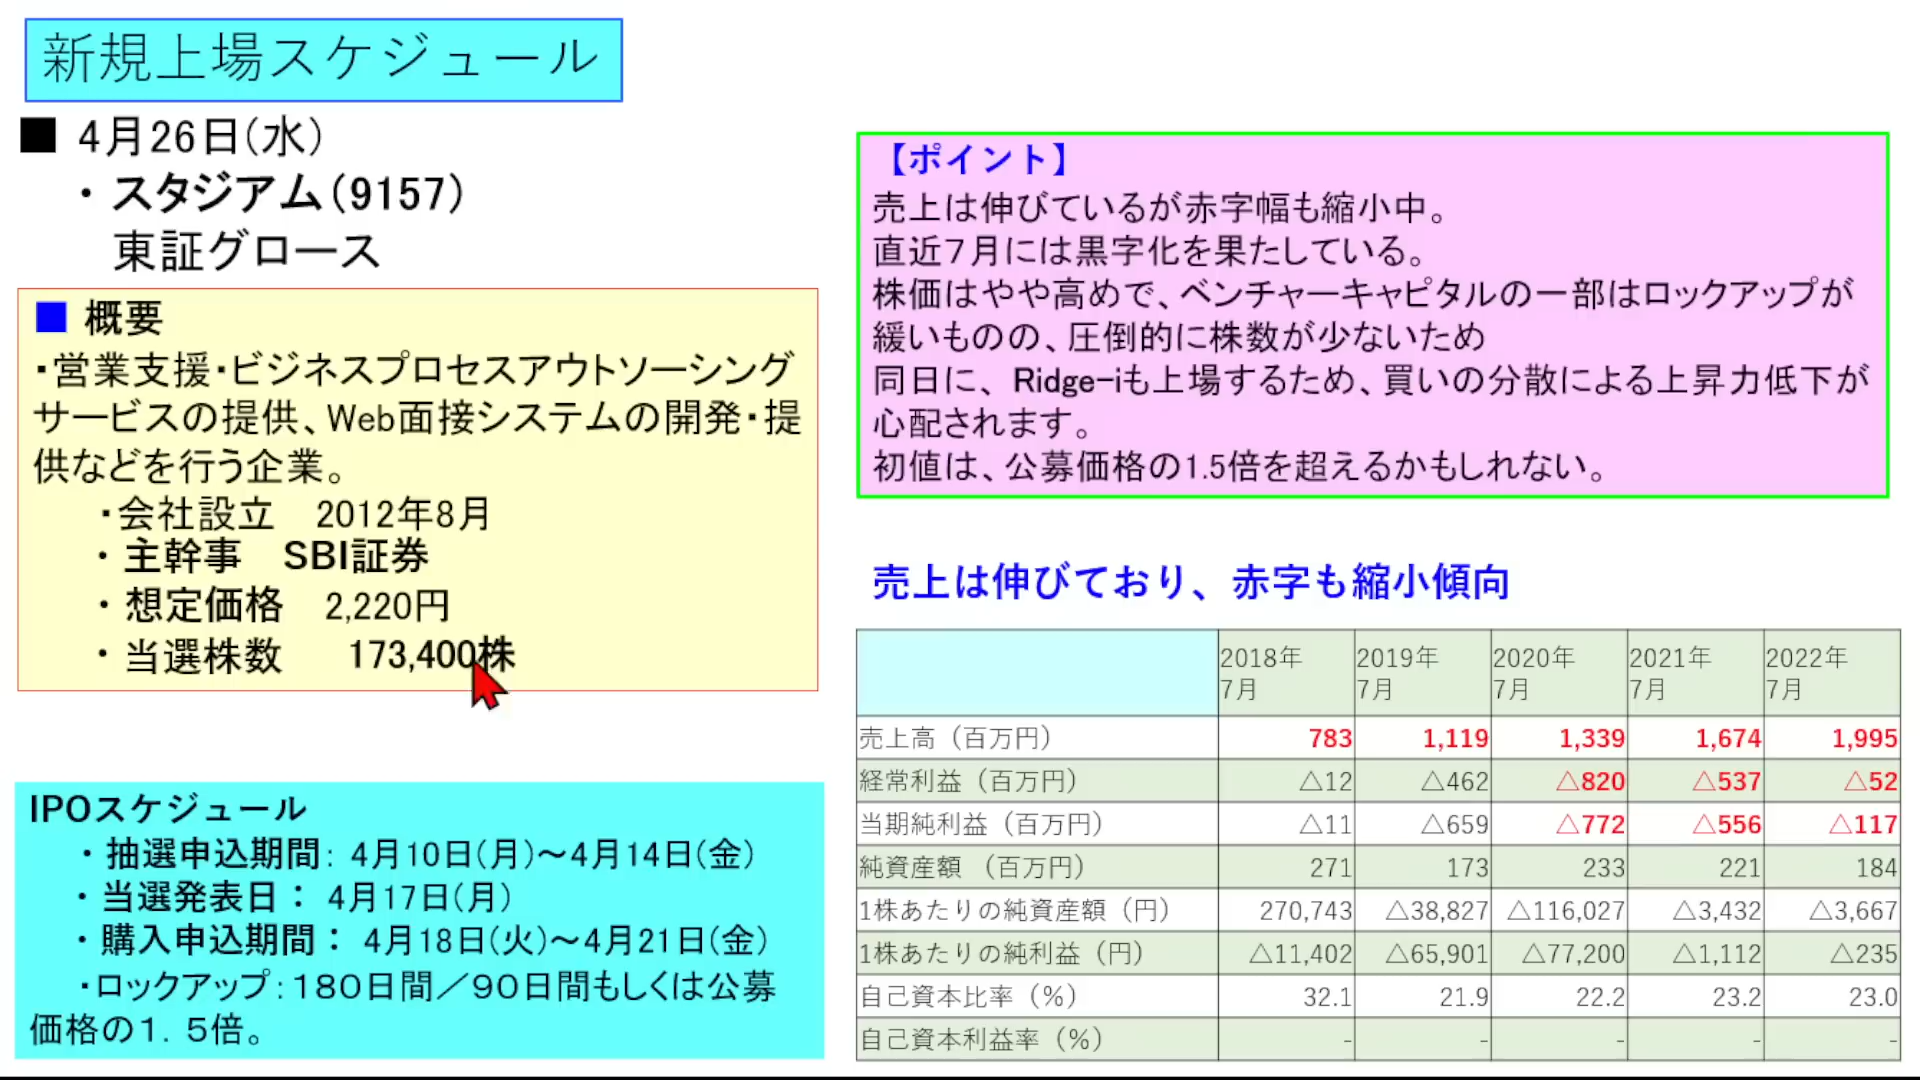 新規上場スケジュール
■ 4月26日(水)
・スタジアム(9157)
東証グロース
■ 概要
・営業支援・ビジネスプロセスアウトソーシング
サービスの提供、Web面接システムの開発・提
供などを行う企業。
・会社設立 2012年8月
・主幹事 SBI証券
・想定価格 2,220円
・当選株数 173,400株
IPOスケジュール
・抽選申込期間: 4月10日(月)～4月14日(金)
・当選発表日： 4月17日(月)
・購入申込期間： 4月18日(火)～4月21日(金)
・ロックアップ：１８０日間／９０日間もしくは公募
価格の１．５倍。
【ポイント】
売上は伸びているが赤字幅も縮小中。
直近７月には黒字化を果たしている。
株価はやや高めで、ベンチャーキャピタルの一部はロックアップが
緩いものの、圧倒的に株数が少ないため
同日に、Ridge-iも上場するため、買いの分散による上昇力低下が
心配されます。
初値は、公募価格の1.5倍を超えるかもしれない。
売上は伸びており、赤字も縮小傾向
2018年7月 2019年7月 2020年7月 2021年7月 2022年7月
売上高（百万円） 783 1,119 1,339 1,674 1,995
経常利益（百万円） △12 △462 △820 △537 △52
当期純利益（百万円） △11 △659 △772 △556 △117
純資産額 （百万円） 271 173 233 221 184
1株あたりの純資産額（円） 270,743 △38,827 △116,027 △3,432 △3,667
1株あたりの純利益（円） △11,402 △65,901 △77,200 △1,112 △235
自己資本比率（%） 32.1 21.9 22.2 23.2 23.0
自己資本利益率（%） - - - - -